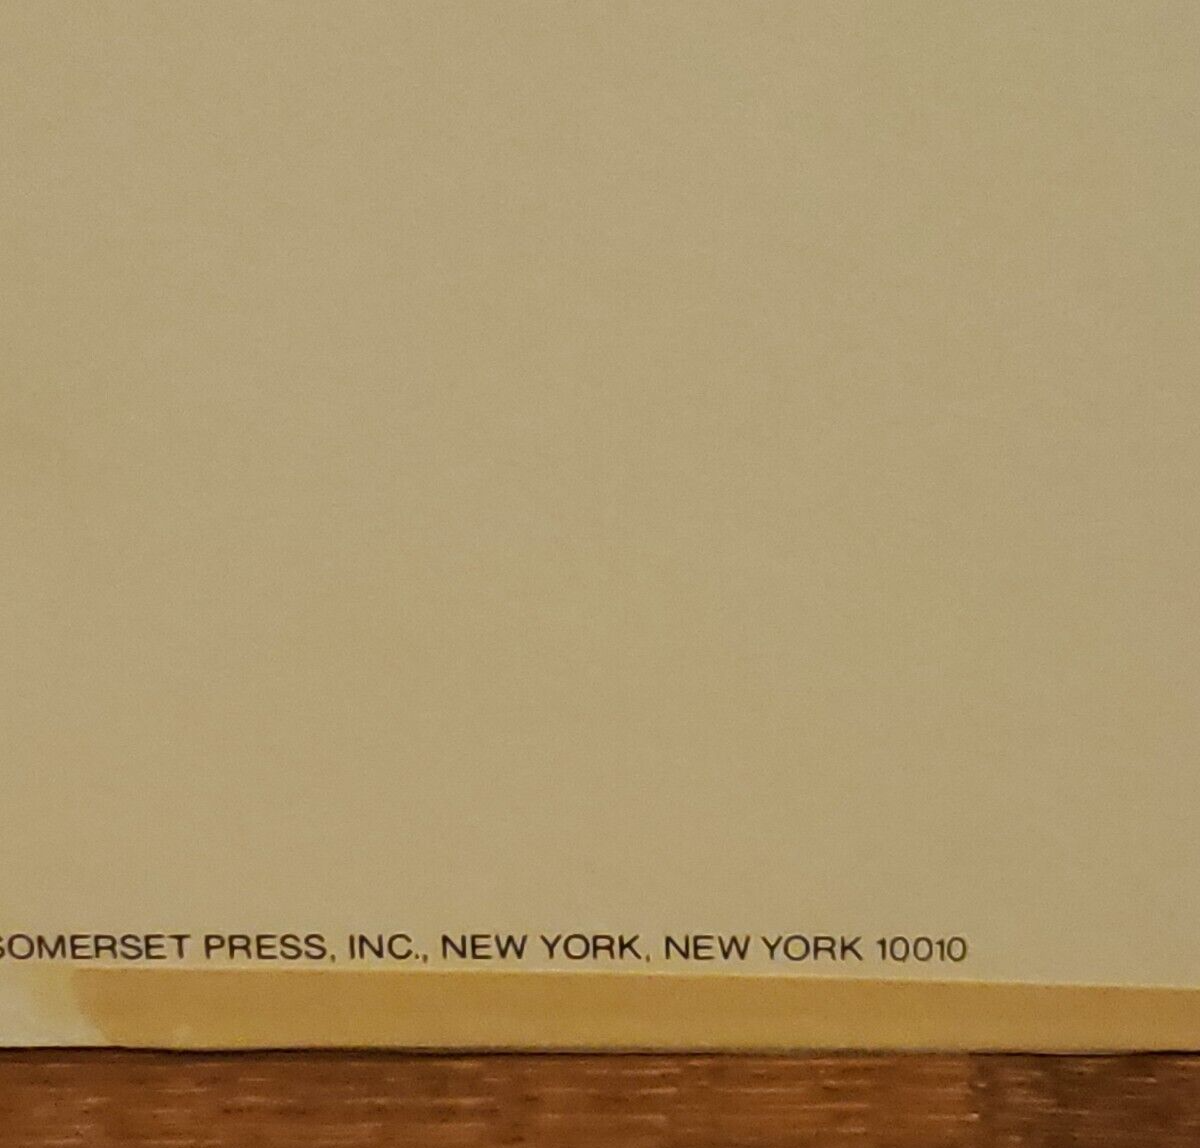 SOMERSET PRESS, INC., NEW YORK, NEW YORK 10010